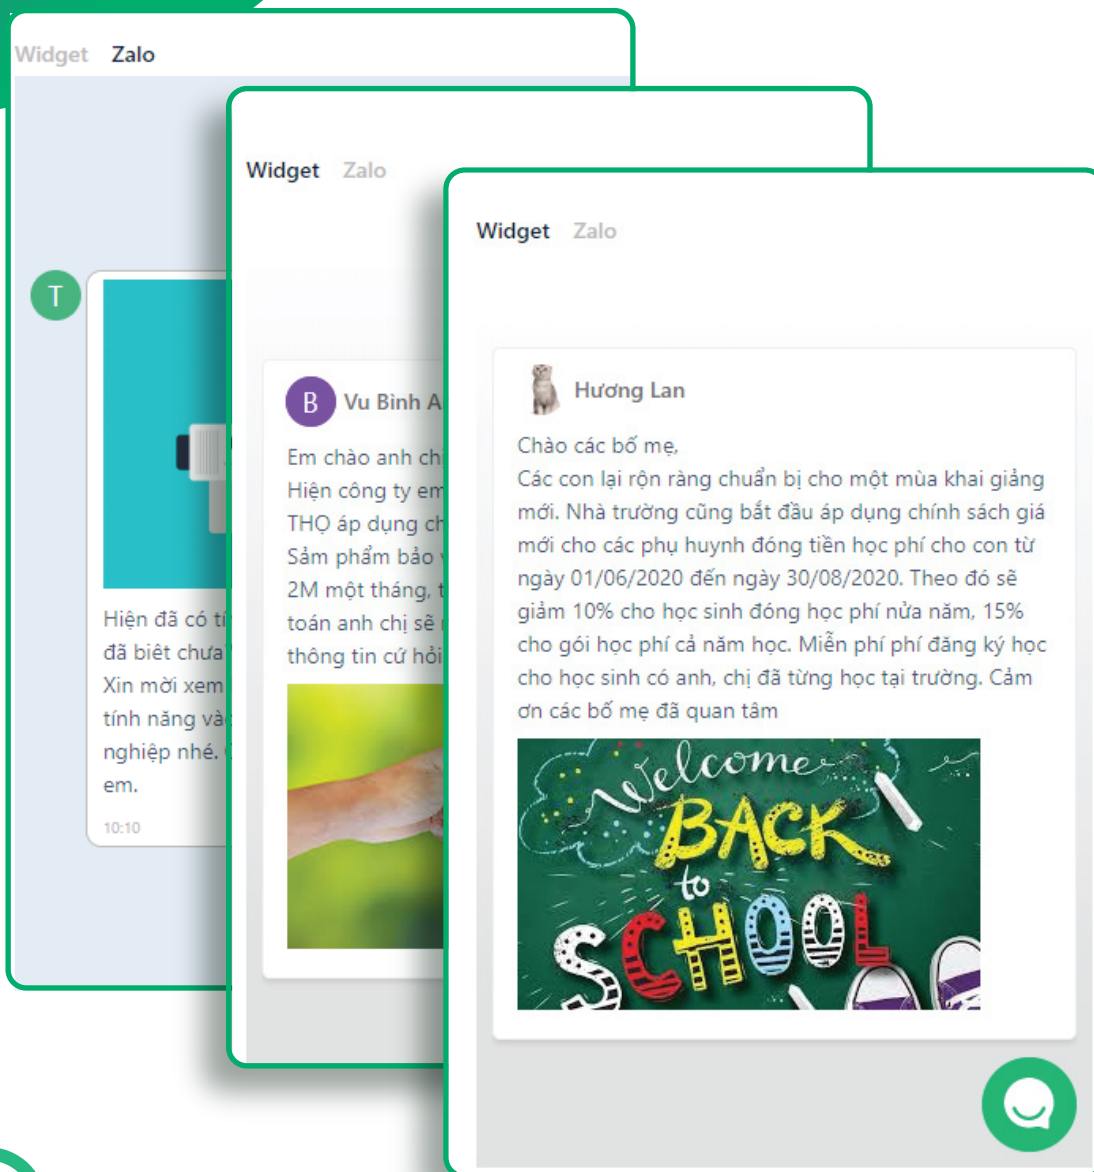 Widget Zalo
T
Hiện đã có
đã biêt chưa
Xin mời xem
tính năng
nghiệp nhé.
em.
10:10
Widget Zalo
B Vu Binh A
Em chào anh
Hiện công ty em
THỌ áp dụng
Sảm phẩm bảo
2M một tháng,
toán anh chị sẽ
thông tin cứ hỏi
Widget Zalo
Hương Lan
Chào các bố mẹ,
Các con lại rộn ràng chuẩn bị cho một mùa khai giảng
mới. Nhà trường cũng bắt đầu áp dụng chính sách giá
mới cho các phụ huynh đóng tiền học phí cho con từ
ngày 01/06/2020 đến ngày 30/08/2020. Theo đó sẽ
giảm 10% cho học sinh đóng học phí nửa năm, 15%
cho gói học phí cả năm học. Miễn phí phí đăng ký học
cho học sinh có anh, chị đã từng học tại trường. Cảm
ơn các bố mẹ đã quan tâm
Welcome
BACK
to
SCHOOL